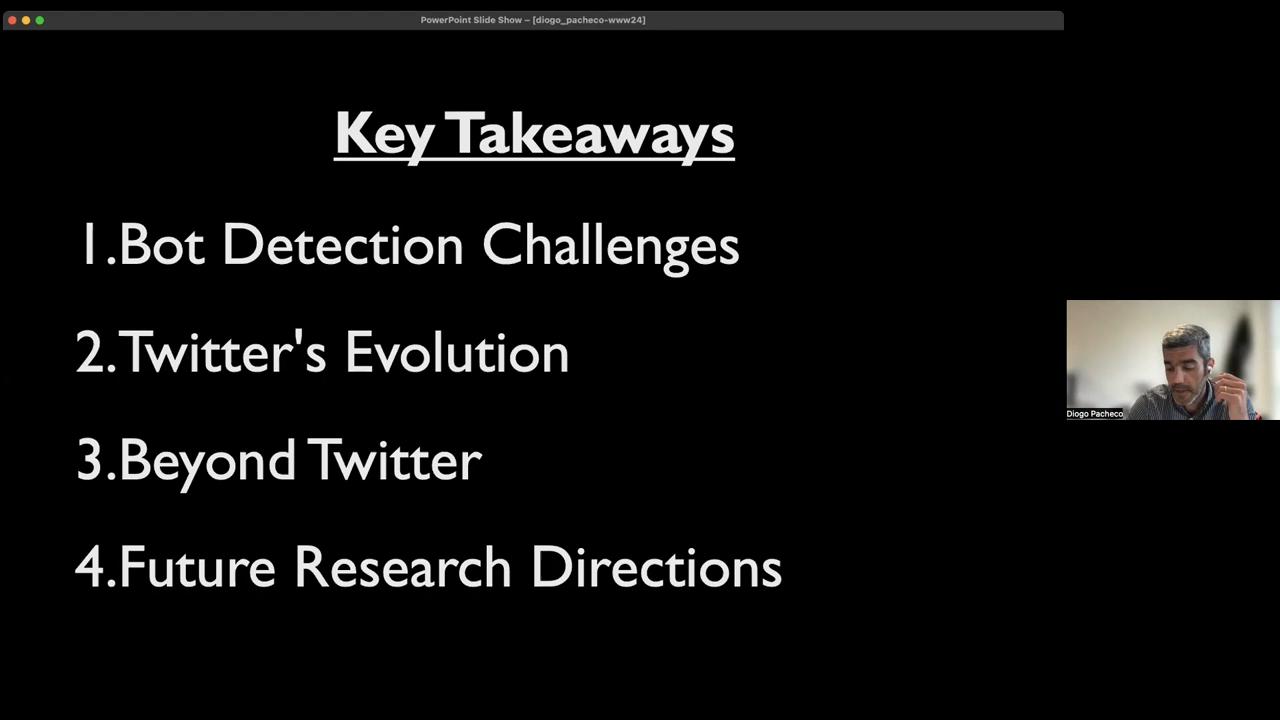 PowerPoint Slide Show – [diogo_pacheco-www24]
Key Takeaways
1.Bot Detection Challenges
2.Twitter's Evolution
3.Beyond Twitter
4.Future Research Directions
Diogo Pacheco